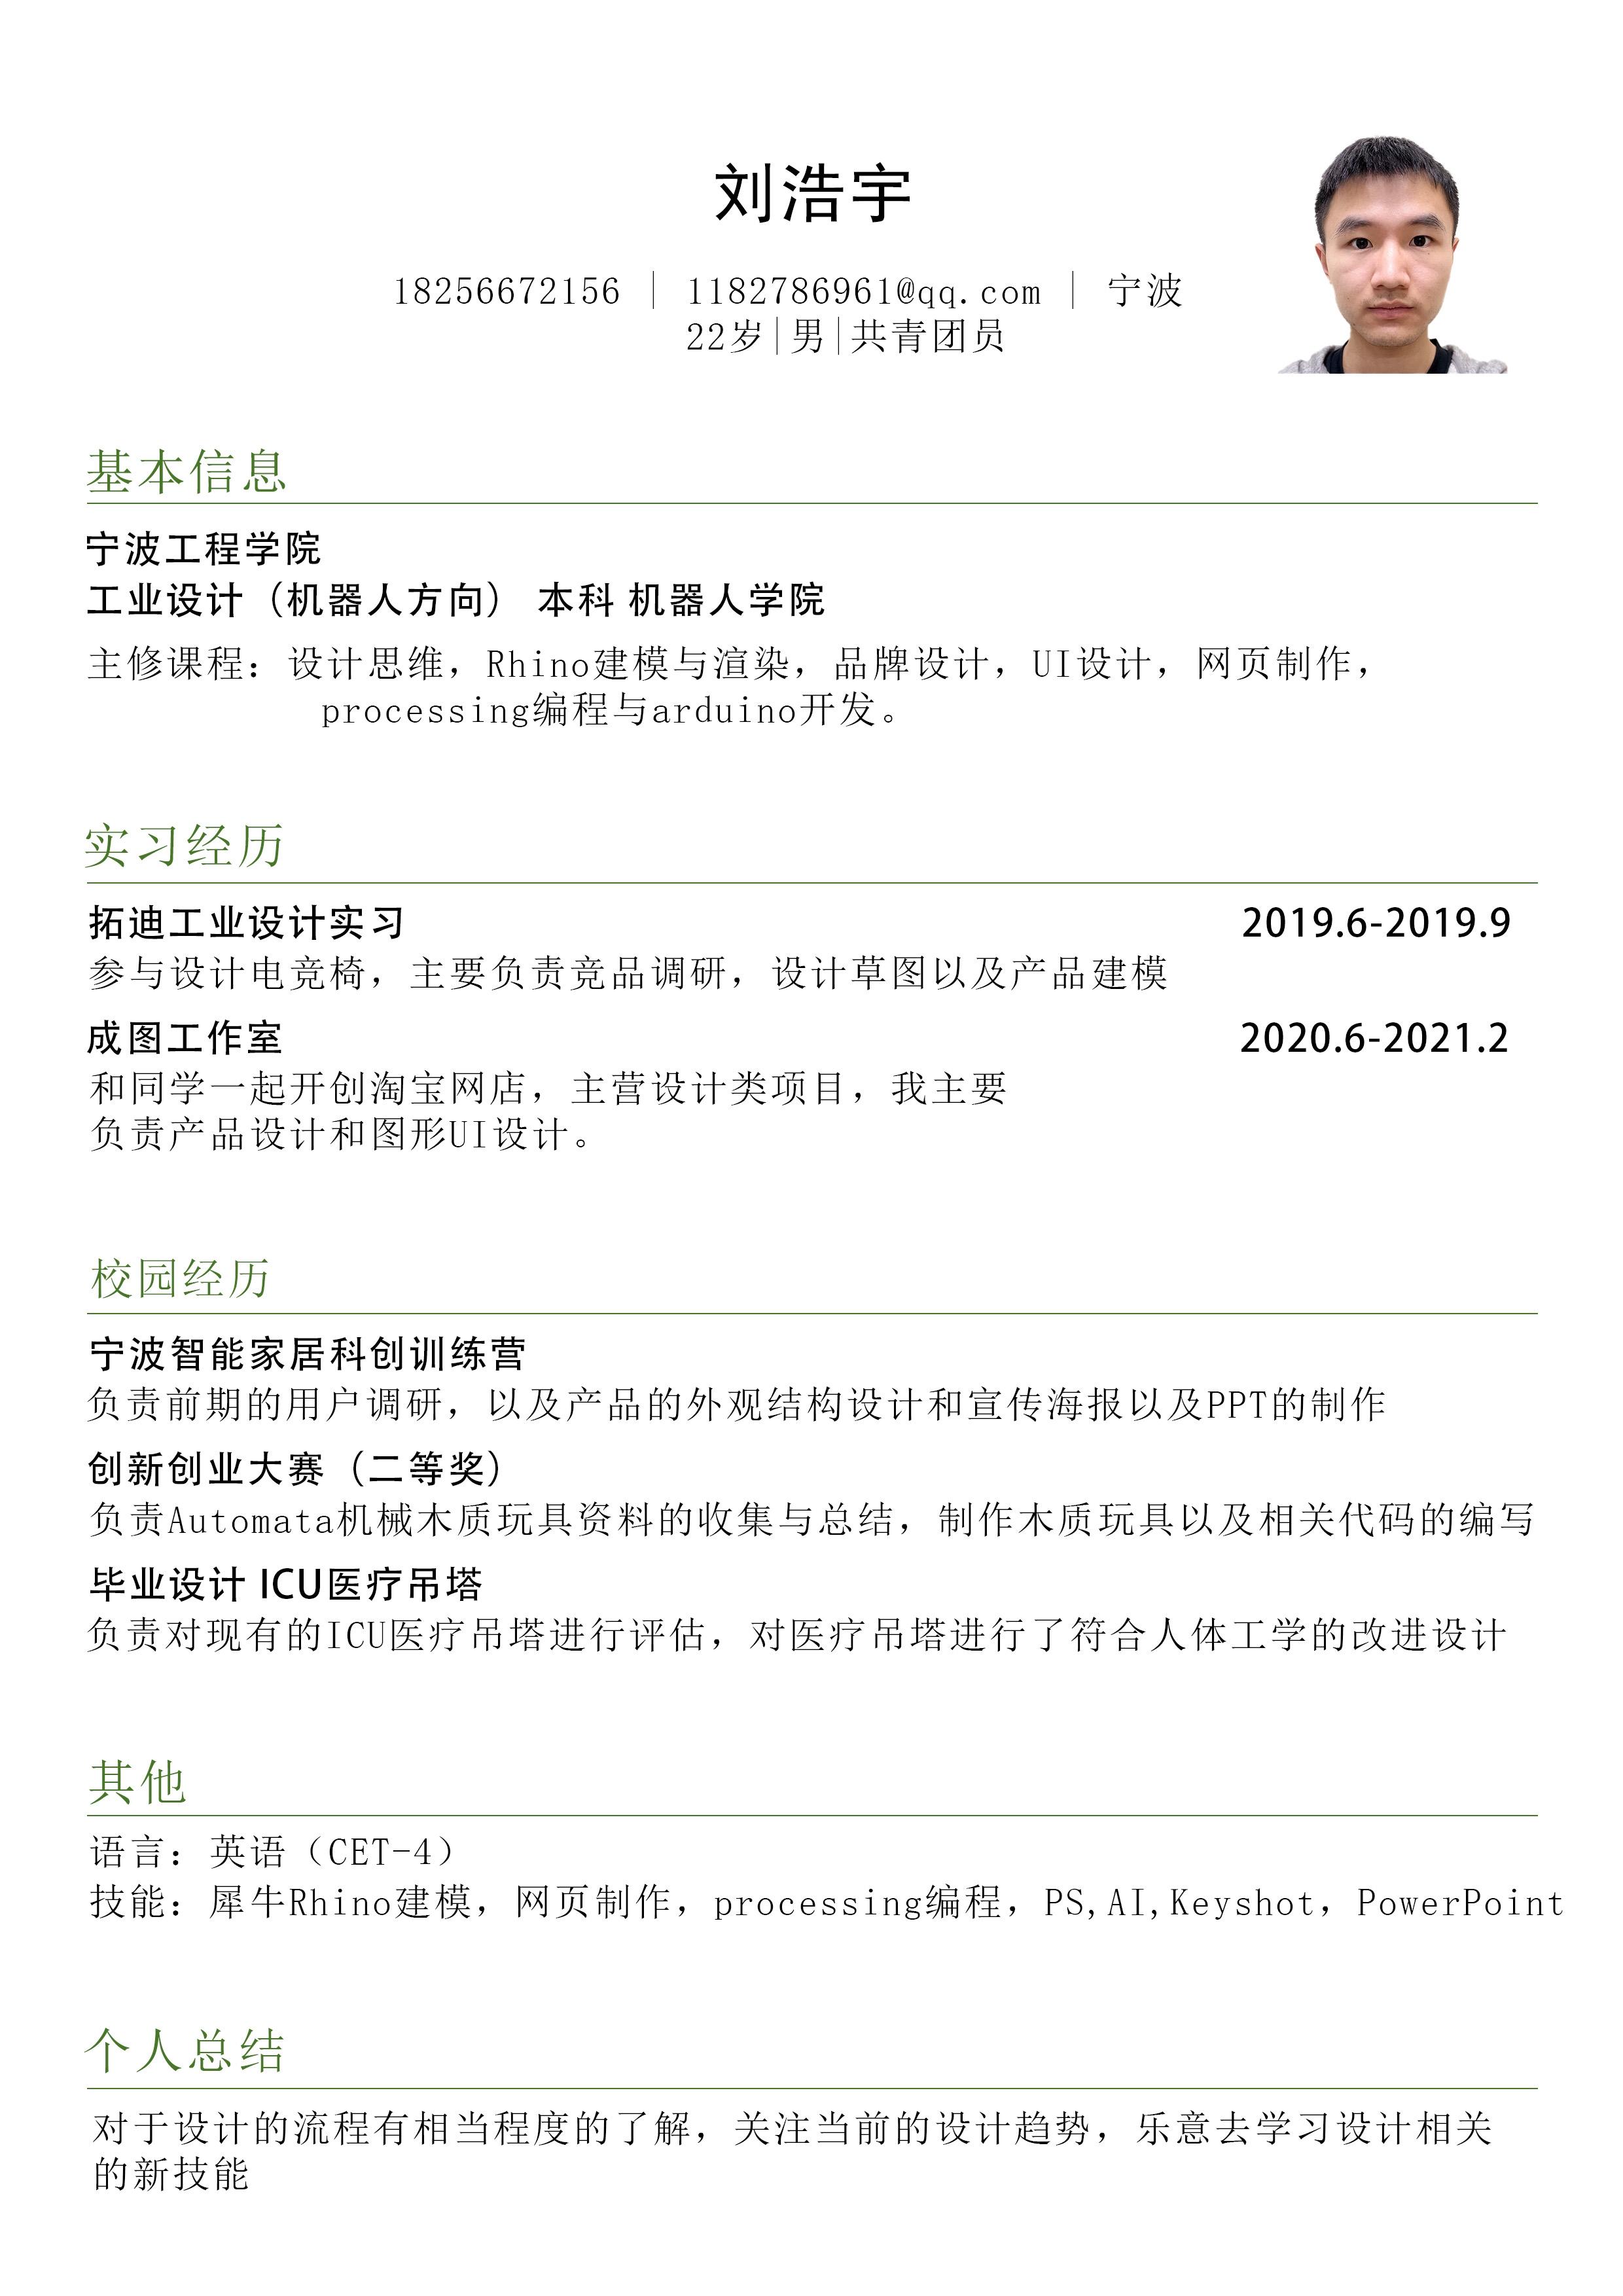 刘浩宇
18256672156 | 1182786961@qq.com | 宁波
22岁|男|共青团员
基本信息
宁波工程学院
工业设计（机器人方向） 本科 机器人学院
主修课程：设计思维，Rhino建模与渲染，品牌设计，UI设计，网页制作，
processing编程与arduino开发。
实习经历
拓迪工业设计实习 2019.6-2019.9
参与设计电竞椅，主要负责竞品调研，设计草图以及产品建模
成图工作室 2020.6-2021.2
和同学一起开创淘宝网店，主营设计类项目，我主要
负责产品设计和图形UI设计。
校园经历
宁波智能家居科创训练营
负责前期的用户调研，以及产品的外观结构设计和宣传海报以及PPT的制作
创新创业大赛（二等奖）
负责Automata机械木质玩具资料的收集与总结，制作木质玩具以及相关代码的编写
毕业设计 ICU医疗吊塔
负责对现有的ICU医疗吊塔进行评估，对医疗吊塔进行了符合人体工学的改进设计
其他
语言：英语（CET-4）
技能：犀牛Rhino建模，网页制作，processing编程，PS,AI,Keyshot，PowerPoint
个人总结
对于设计的流程有相当程度的了解，关注当前的设计趋势，乐意去学习设计相关
的新技能